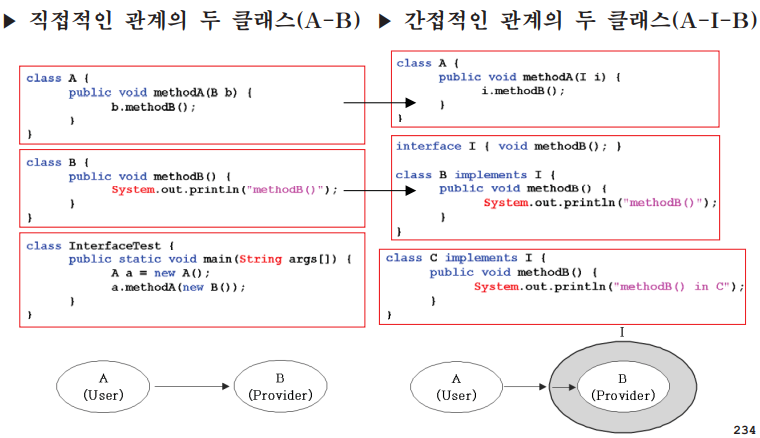 ▶ 직접적인 관계의 두 클래스(A-B)
class A {
public void methodA(B b) {
b.methodB();
}
}
class B {
public void methodB() {
System.out.println("methodB()");
}
}
class InterfaceTest {
public static void main(String args[]) {
A a = new A();
a.methodA(new B());
}
}
A
(User)
B
(Provider)
▶ 간접적인 관계의 두 클래스(A-I-B)
class A {
public void methodA(I i) {
i.methodB();
}
}
interface I { void methodB(); }
class B implements I {
public void methodB() {
System.out.println("methodB()");
}
}
class C implements I {
public void methodB() {
System.out.println("methodB() in C");
}
}
I
A
(User)
B
(Provider)
234